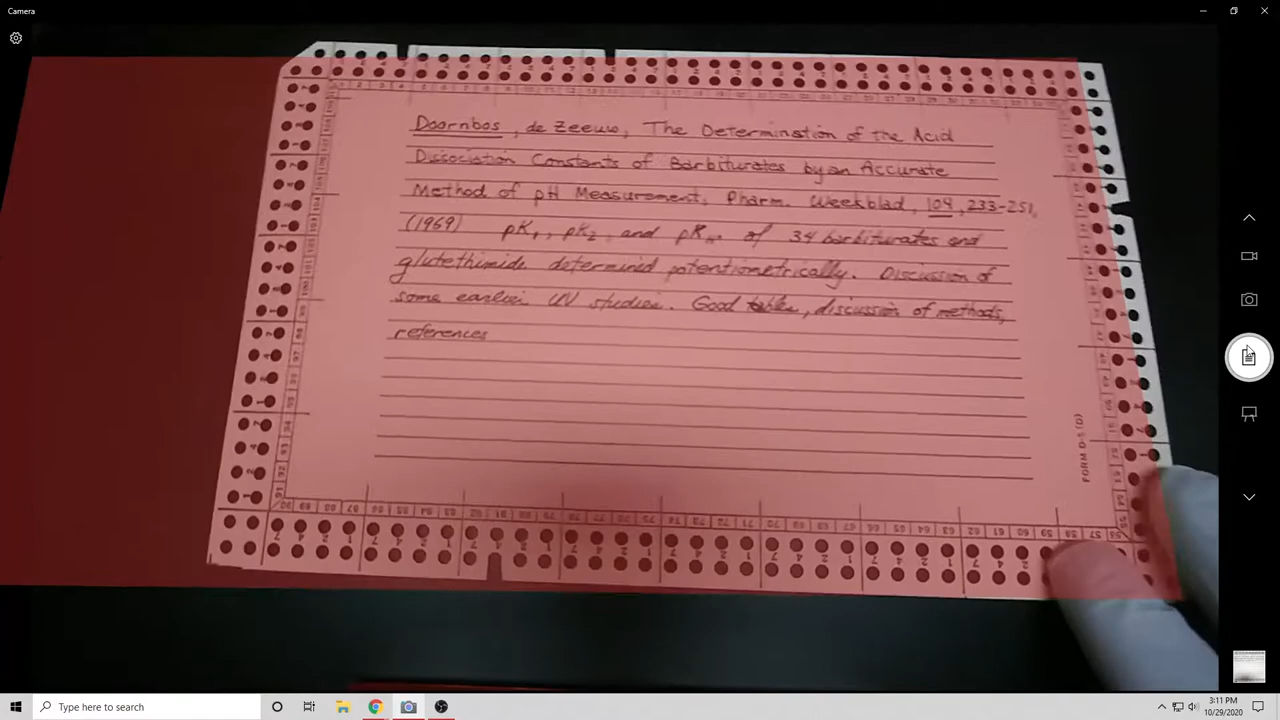 Camera
Doornbos, de Zeeuw, The Determination of the Acid
Dissociation Constants of Barbiturates by an Accurate
Method of pH Measurement, Pharm. Weekblad, 104, 233-251,
(1969) pK1, pK2, and pK of 34 barbiturates and
glutethimide determined potentiometrically. Discussion of
some earlier UV studies. Good tables, discussion of methods,
references
FORM D-5 (D)
Type here to search
3:11 PM
10/29/2020